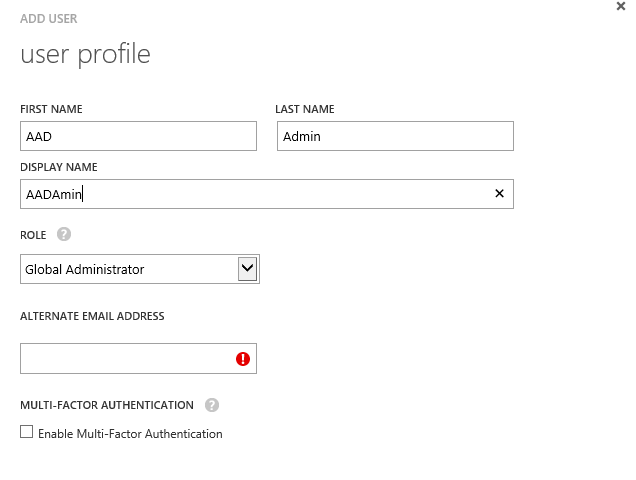 ADD USER
user profile
FIRST NAME LAST NAME
AAD Admin
DISPLAY NAME
AADAmin
ROLE ?
Global Administrator
ALTERNATE EMAIL ADDRESS
!
MULTI-FACTOR AUTHENTICATION ?
Enable Multi-Factor Authentication